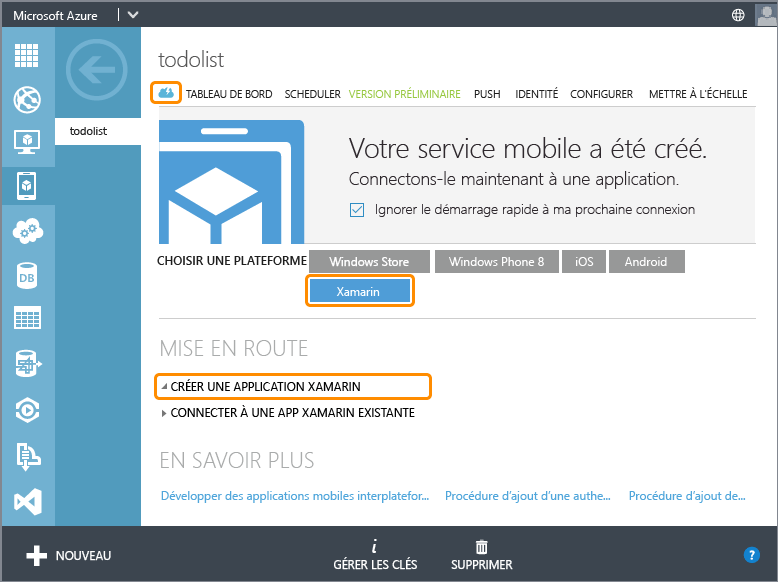 Microsoft Azure
todolist
TABLEAU DE BORD SCHEDULER VERSION PRÉLIMINAIRE PUSH IDENTITÉ CONFIGURER METTRE À L'ÉCHELLE
todolist
Votre service mobile a été créé.
Connectons-le maintenant à une application.
Ignorer le démarrage rapide à ma prochaine connexion
CHOISIR UNE PLATEFORME Windows Store Windows Phone 8 iOS Android
Xamarin
MISE EN ROUTE
CRÉER UNE APPLICATION XAMARIN
CONNECTER À UNE APP XAMARIN EXISTANTE
EN SAVOIR PLUS
Développer des applications mobiles interplatefor... Procédure d'ajout d'une authe... Procédure d'ajout de...
DB
NOUVEAU
GÉRER LES CLÉS
SUPPRIMER
?